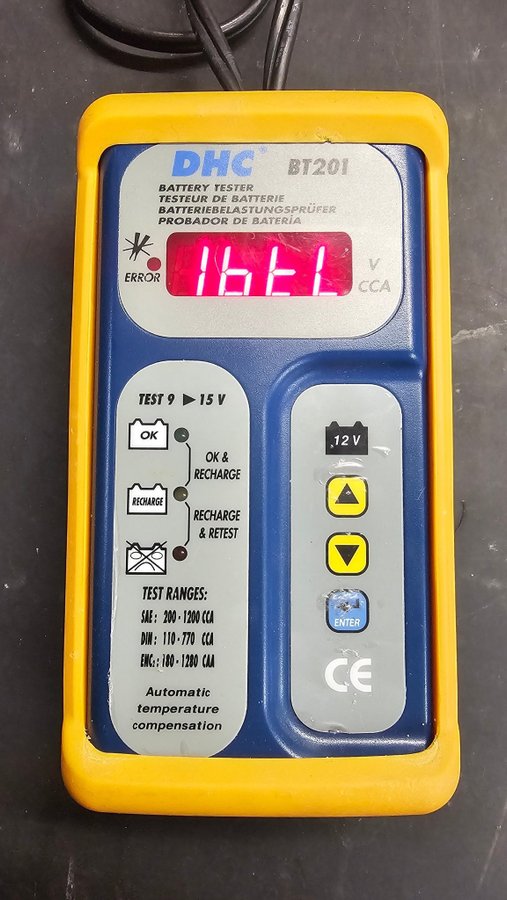 DHC® BT201
BATTERY TESTER
TESTEUR DE BATTERIE
BATTERIEBELASTUNGSPRÜFER
PROBADOR DE BATERÍA
ERROR
1btL
V
CCA
TEST 9 ▶ 15 V
OK
OK &
RECHARGE
RECHARGE
RECHARGE
& RETEST
TEST RANGES:
SAE : 200 - 1200 CCA
DIN : 110 - 770 CCA
EN : 180 - 1280 CAA
Automatic
temperature
compensation
12 V
ENTER
CE